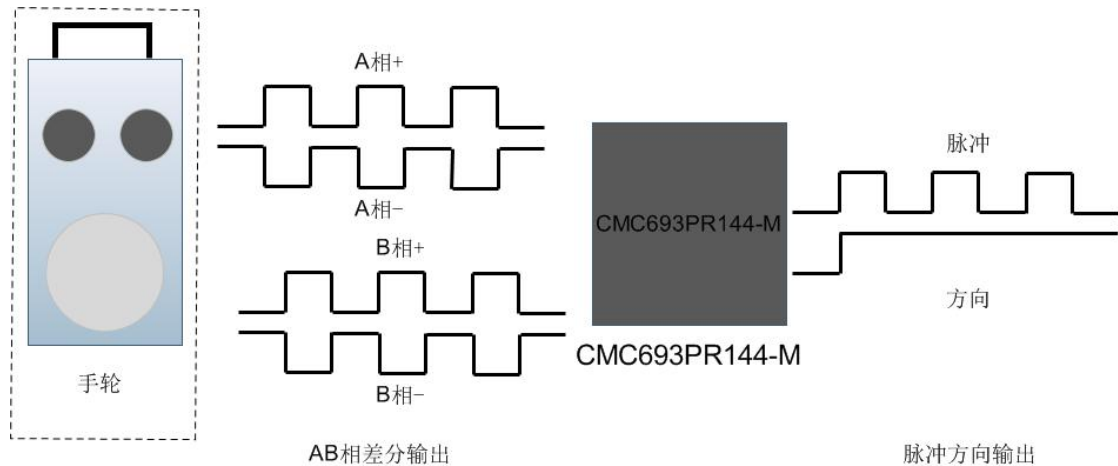 A相+
A相-
B相+
B相-
手轮
AB相差分输出
CMC693PR144-M
CMC693PR144-M
脉冲
方向
脉冲方向输出